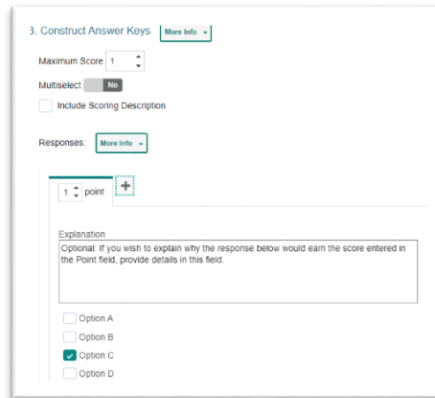 3. Construct Answer Keys More Info
Maximum Score 1
Multiselect No
Include Scoring Description
Responses: More Info
1 point +
Explanation
Optional: If you wish to explain why the response below would earn the score entered in
the Point field, provide details in this field.
Option A
Option B
Option C
Option D